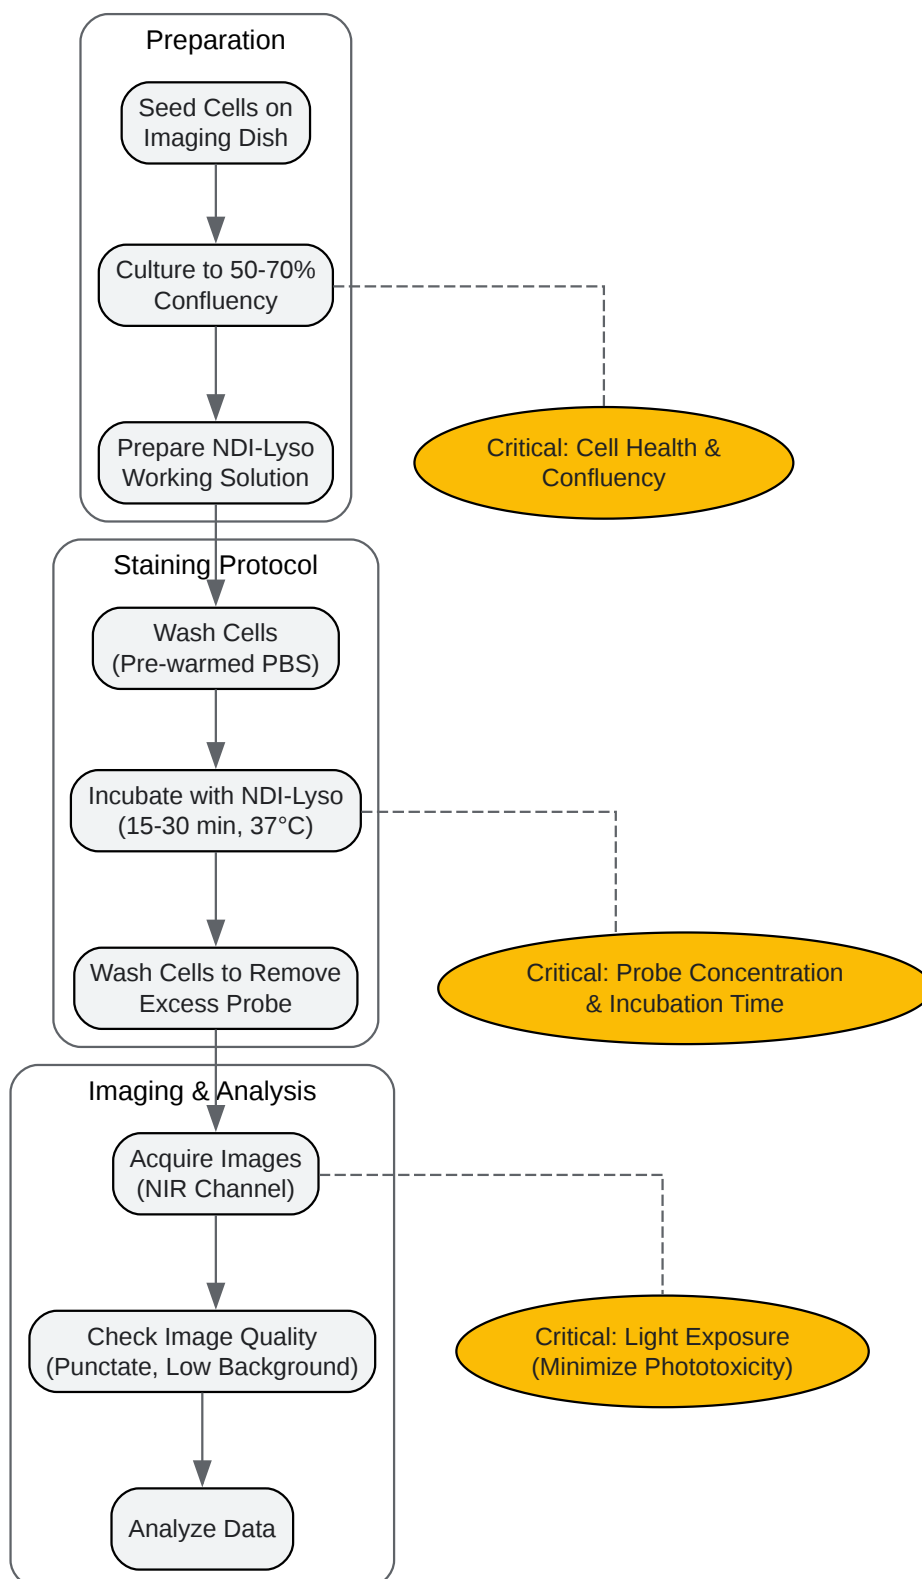 Preparation
Seed Cells on
Imaging Dish
Culture to 50-70%
Confluency
Prepare NDI-Lyso
Working Solution
Critical: Cell Health &
Confluency
Staining Protocol
Wash Cells
(Pre-warmed PBS)
Incubate with NDI-Lyso
(15-30 min, 37°C)
Wash Cells to Remove
Excess Probe
Critical: Probe Concentration
& Incubation Time
Imaging & Analysis
Acquire Images
(NIR Channel)
Check Image Quality
(Punctate, Low Background)
Critical: Light Exposure
(Minimize Phototoxicity)
Analyze Data